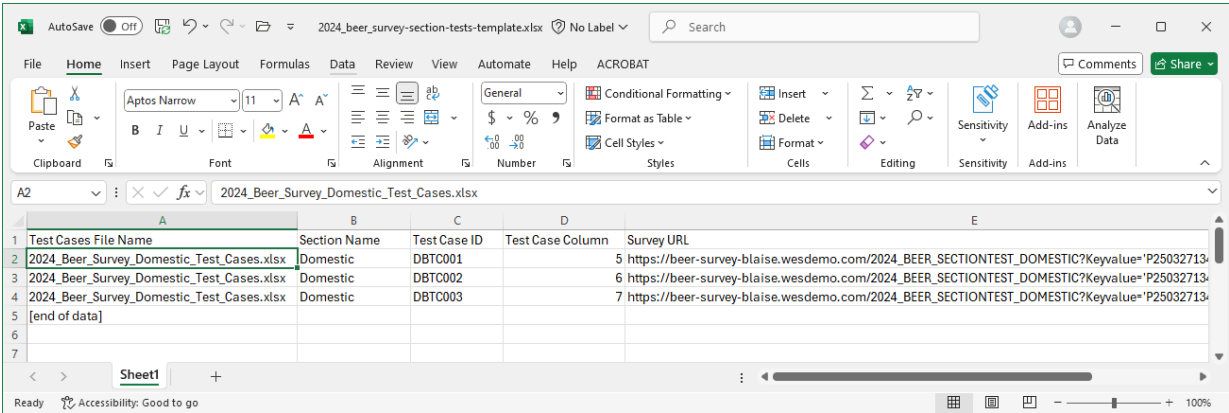 AutoSave Off 2024_beer_survey-section-tests-template.xlsx No Label Search
File Home Insert Page Layout Formulas Data Review View Automate Help ACROBAT Comments Share
Paste Aptos Narrow 11 A^ A˅ ab General Conditional Formatting Insert Σ Sensitivity Add-ins Analyze Data
B I U A $ % 9 Format as Table Delete
.00 .00 Cell Styles Format
Clipboard Font Alignment Number Styles Cells Editing Sensitivity Add-ins
A2 fx 2024_Beer_Survey_Domestic_Test_Cases.xlsx
A B C D E
1 Test Cases File Name Section Name Test Case ID Test Case Column Survey URL
2 2024_Beer_Survey_Domestic_Test_Cases.xlsx Domestic DBTC001 5 https://beer-survey-blaise.wesdemo.com/2024_BEER_SECTIONTEST_DOMESTIC?Keyvalue='P25032713
3 2024_Beer_Survey_Domestic_Test_Cases.xlsx Domestic DBTC002 6 https://beer-survey-blaise.wesdemo.com/2024_BEER_SECTIONTEST_DOMESTIC?Keyvalue='P25032713
4 2024_Beer_Survey_Domestic_Test_Cases.xlsx Domestic DBTC003 7 https://beer-survey-blaise.wesdemo.com/2024_BEER_SECTIONTEST_DOMESTIC?Keyvalue='P25032713
5 [end of data]
6
7
Sheet1
Ready Accessibility: Good to go 100%